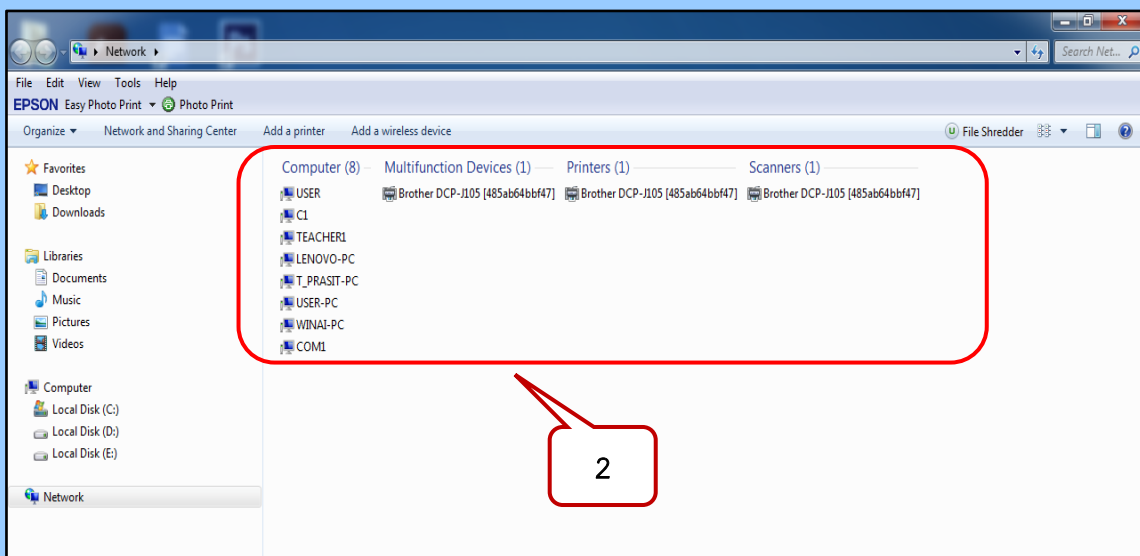 Network
Search Net...
File Edit View Tools Help
EPSON Easy Photo Print Photo Print
Organize Network and Sharing Center Add a printer Add a wireless device File Shredder
Favorites
Desktop
Downloads
Libraries
Documents
Music
Pictures
Videos
Computer
Local Disk (C:)
Local Disk (D:)
Local Disk (E:)
Network
Computer (8)
USER
C1
TEACHER1
LENOVO-PC
T_PRASIT-PC
USER-PC
WINAI-PC
COM1
Multifunction Devices (1)
Brother DCP-J105 [485ab64bbf47]
Printers (1)
Brother DCP-J105 [485ab64bbf47]
Scanners (1)
Brother DCP-J105 [485ab64bbf47]
2